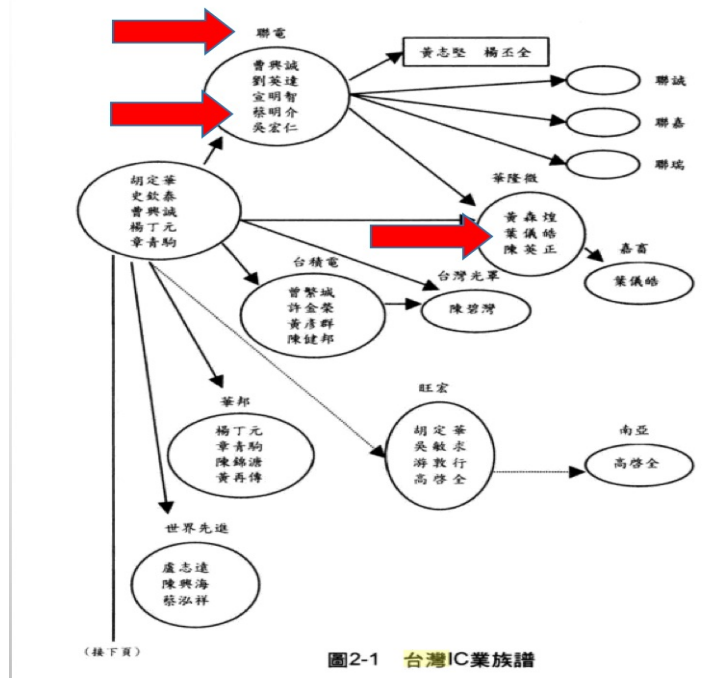 聯電
曹興誠
劉英達
宣明智
蔡明介
吳宏仁
黃志堅 楊丕全
聯誠
聯嘉
聯瑞
胡定華
史欽泰
曹興誠
楊丁元
章青駒
華隆微
黃森煌
葉儀皓
陳英正
嘉畜
葉儀皓
台積電
曾繁城
許金榮
黃彥群
陳健邦
台灣光罩
陳碧灣
華邦
楊丁元
章青駒
陳錦溏
黃再傳
旺宏
胡定華
吳敏求
游敦行
高啓全
南亞
高啓全
世界先進
盧志遠
陳興海
蔡泓祥
(接下頁)
圖2-1 台灣IC業族譜